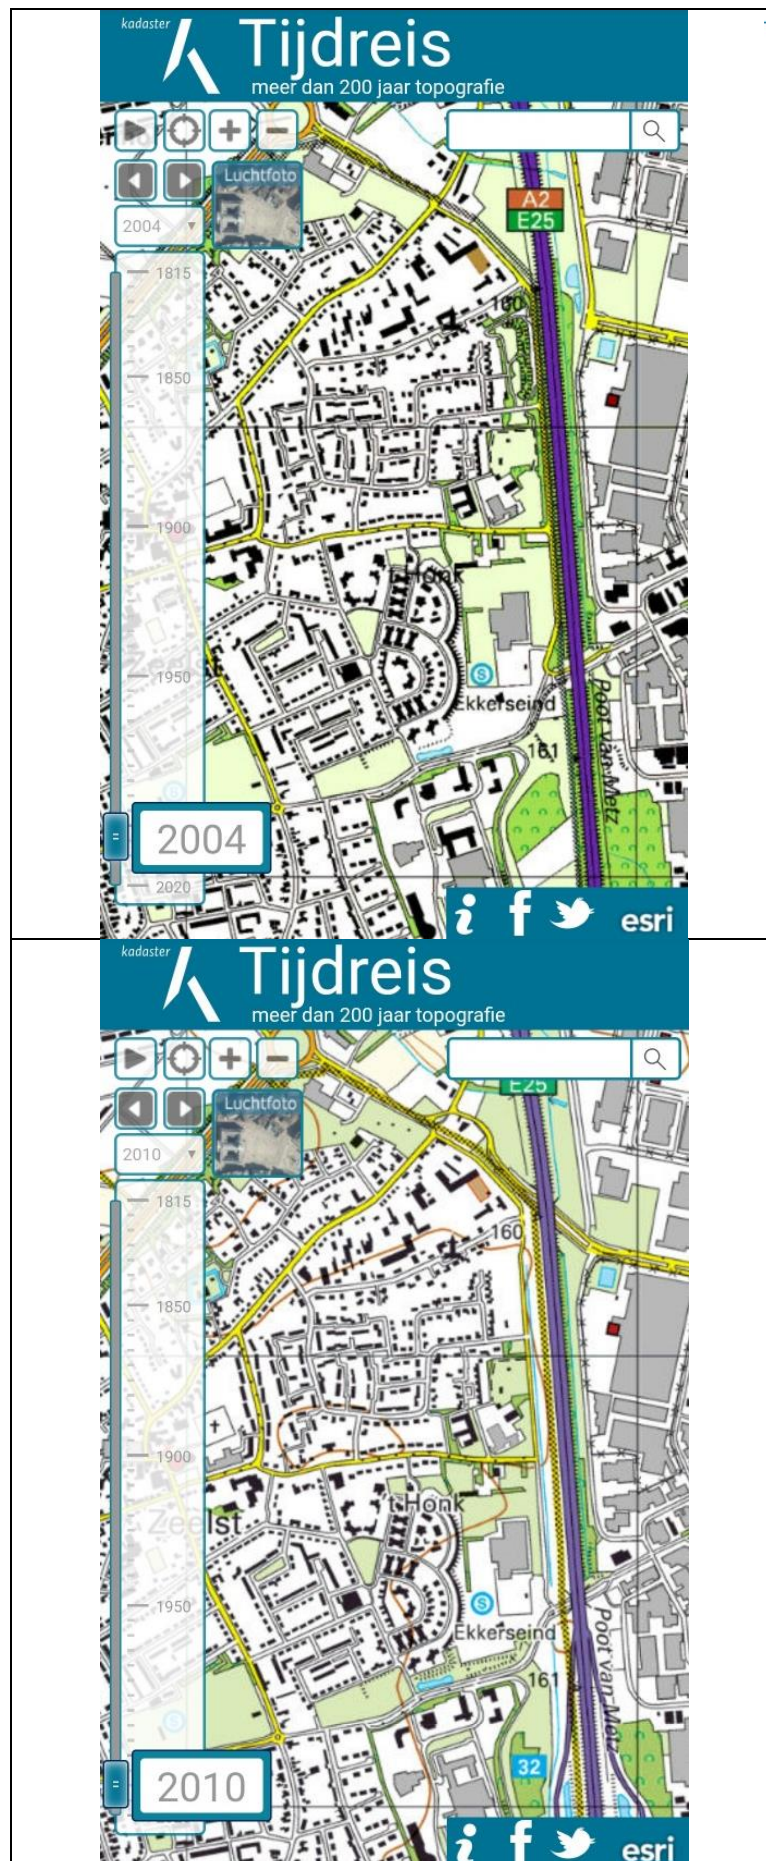 kadaster
Tijdreis
meer dan 200 jaar topografie
Luchtfoto
2004
A2
E25
1815
160
1850
1900
't Honk
1950
S
Ekkerseind
Poot van Metz
161
2004
2020
esri
kadaster
Tijdreis
meer dan 200 jaar topografie
E25
Luchtfoto
2010
1815
160
1850
1900
't Honk
Zeelst
1950
S
Ekkerseind
Poot van Metz
161
32
2010
esri